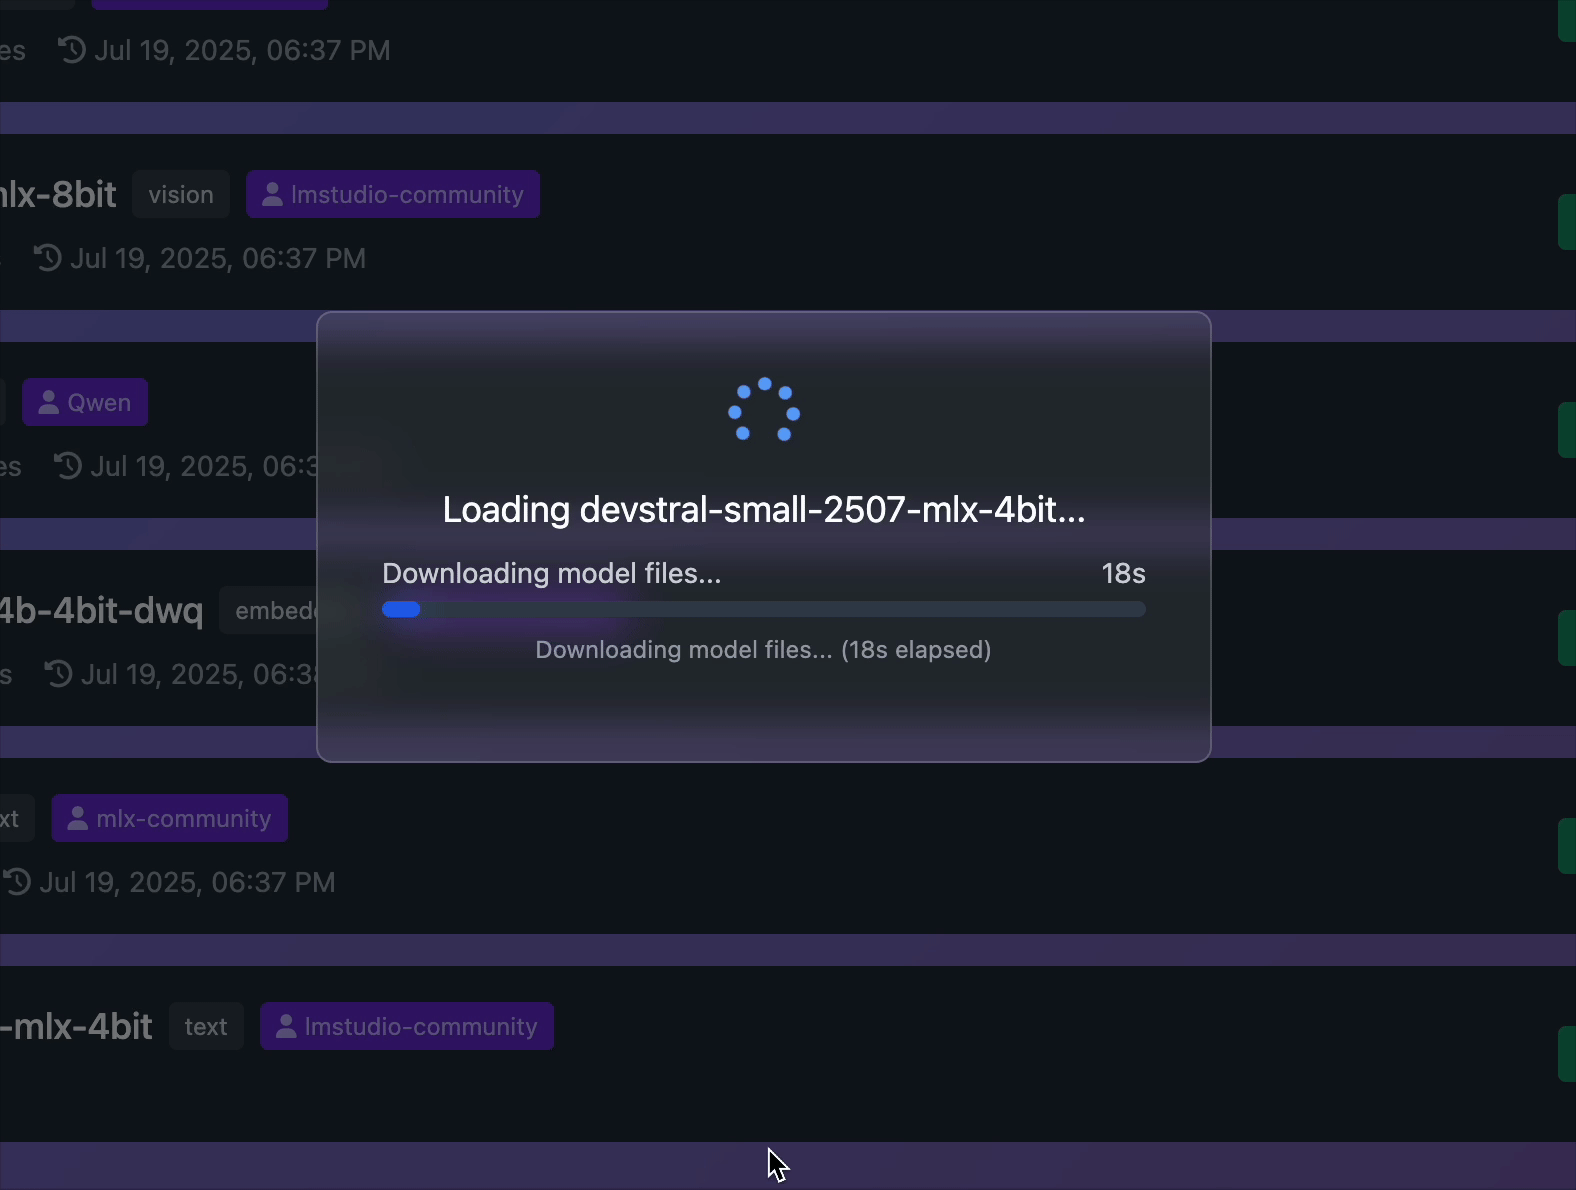 es Jul 19, 2025, 06:37 PM
mlx-8bit vision lmstudio-community
Jul 19, 2025, 06:37 PM
Qwen
es Jul 19, 2025, 06:3
Loading devstral-small-2507-mlx-4bit...
Downloading model files... 18s
Downloading model files... (18s elapsed)
4b-4bit-dwq embed
s Jul 19, 2025, 06:38
xt mlx-community
Jul 19, 2025, 06:37 PM
-mlx-4bit text lmstudio-community